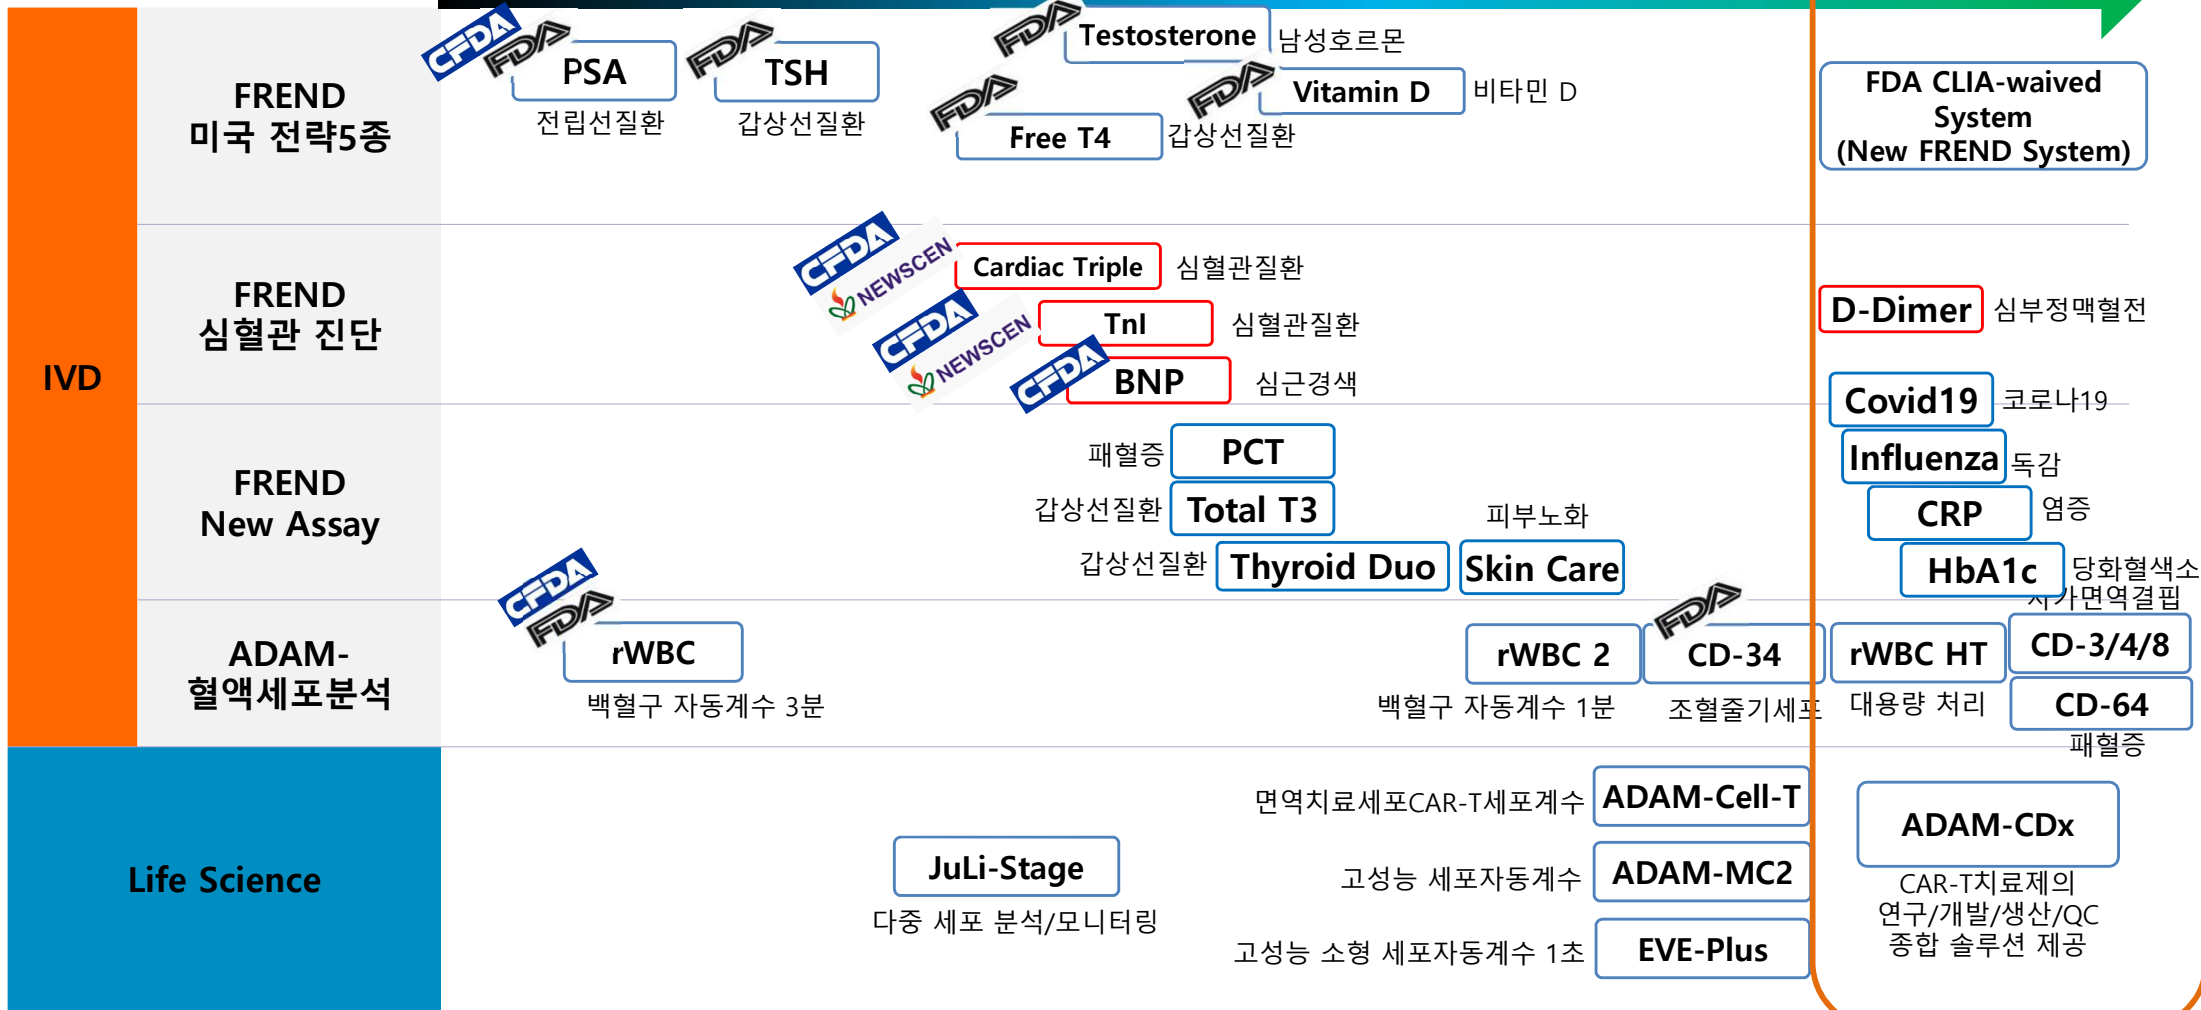 IVD
FREND
미국 전략5종
CFDA
FDA
PSA
전립선질환
FDA
TSH
갑상선질환
FDA
Testosterone
남성호르몬
FDA
Vitamin D
비타민 D
FDA
Free T4
갑상선질환
FDA CLIA-waived
System
(New FREND System)
FREND
심혈관 진단
CFDA
NEWSCEN
Cardiac Triple
심혈관질환
CFDA
NEWSCEN
TnI
심혈관질환
CFDA
BNP
심근경색
D-Dimer
심부정맥혈전
FREND
New Assay
패혈증
PCT
갑상선질환
Total T3
갑상선질환
Thyroid Duo
피부노화
Skin Care
Covid19
코로나19
Influenza
독감
CRP
염증
HbA1c
당화혈색소
ADAM-
혈액세포분석
CFDA
FDA
rWBC
백혈구 자동계수 3분
rWBC 2
백혈구 자동계수 1분
FDA
CD-34
조혈줄기세포
rWBC HT
대용량 처리
자가면역결핍
CD-3/4/8
CD-64
패혈증
Life Science
JuLi-Stage
다중 세포 분석/모니터링
면역치료세포CAR-T세포계수
ADAM-Cell-T
고성능 세포자동계수
ADAM-MC2
고성능 소형 세포자동계수 1초
EVE-Plus
ADAM-CDx
CAR-T치료제의
연구/개발/생산/QC
종합 솔루션 제공